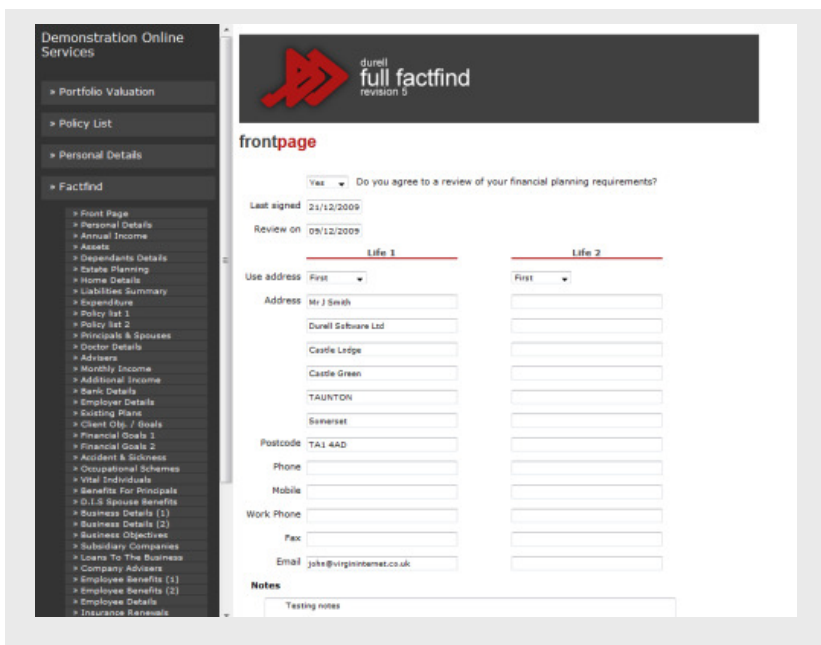 Demonstration Online
Services
» Portfolio Valuation
» Policy List
» Personal Details
» Factfind
» Front Page
» Personal Details
» Annual Income
» Assets
» Dependants Details
» Estate Planning
» Home Details
» Liabilities Summary
» Expenditure
» Policy list 1
» Policy list 2
» Principals & Spouses
» Doctor Details
» Advisers
» Monthly Income
» Additional Income
» Bank Details
» Employer Details
» Existing Plans
» Client Obj. / Goals
» Financial Goals 1
» Financial Goals 2
» Accident & Sickness
» Occupational Schemes
» Vital Individuals
» Benefits For Principals
» D.I.S Spouse Benefits
» Business Details (1)
» Business Details (2)
» Business Objectives
» Subsidiary Companies
» Loans To The Business
» Company Advisers
» Employee Benefits (1)
» Employee Benefits (2)
» Employee Details
» Insurance Renewals
durell
full factfind
revision 5
frontpage
Yes Do you agree to a review of your financial planning requirements?
Last signed 21/12/2009
Review on 09/12/2009
Life 1 Life 2
Use address First First
Address Mr J Smith
Durell Software Ltd
Castle Lodge
Castle Green
TAUNTON
Somerset
Postcode TA1 4AD
Phone
Mobile
Work Phone
Fax
Email john@virgininternet.co.uk
Notes
Testing notes